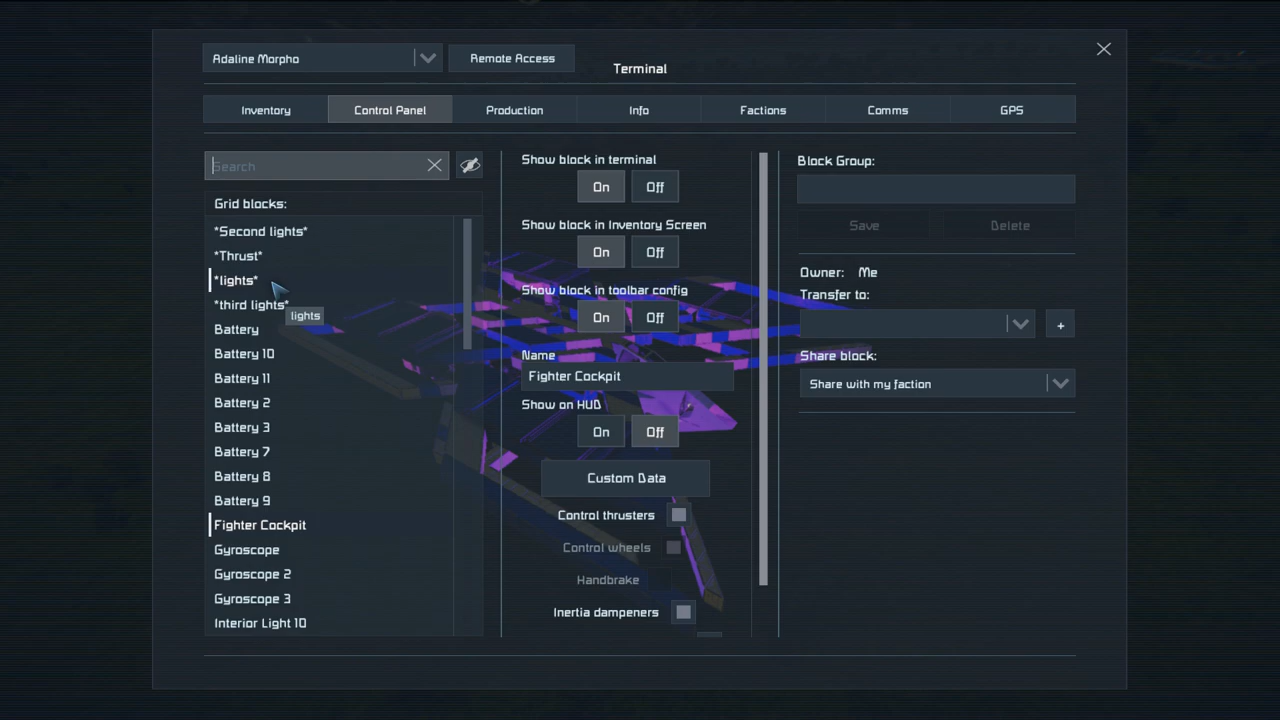 Adaline Morpho
Remote Access
Terminal
Inventory
Control Panel
Production
Info
Factions
Comms
GPS
Search
Grid blocks:
*Second lights*
*Thrust*
*lights*
*third lights*
lights
Battery
Battery 10
Battery 11
Battery 2
Battery 3
Battery 7
Battery 8
Battery 9
Fighter Cockpit
Gyroscope
Gyroscope 2
Gyroscope 3
Interior Light 10
Show block in terminal
On Off
Show block in Inventory Screen
On Off
Show block in toolbar config
On Off
Name
Fighter Cockpit
Show on HUD
On Off
Custom Data
Control thrusters
Control wheels
Handbrake
Inertia dampeners
Block Group:
Save Delete
Owner: Me
Transfer to:
+
Share block:
Share with my faction